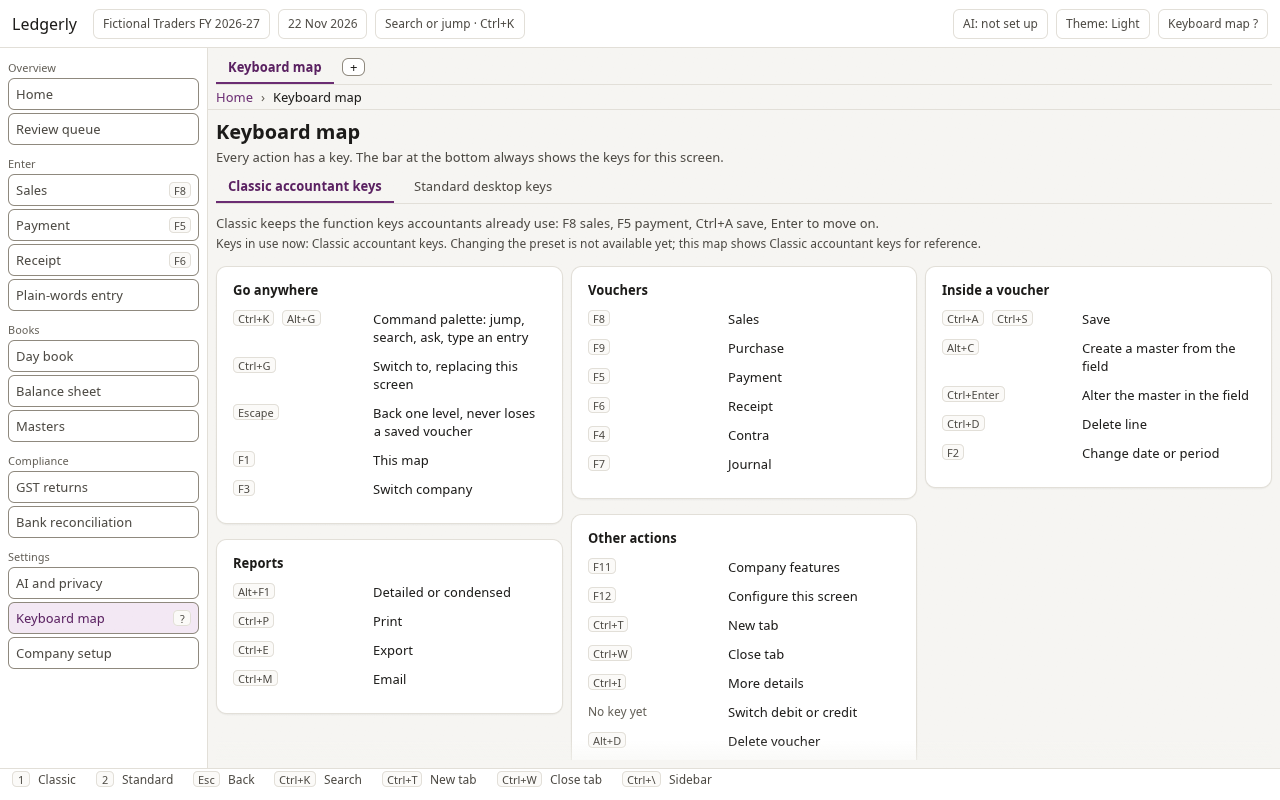 Ledgerly
Fictional Traders FY 2026-27
22 Nov 2026
Search or jump · Ctrl+K
AI: not set up
Theme: Light
Keyboard map ?
Overview
Home
Review queue
Enter
Sales F8
Payment F5
Receipt F6
Plain-words entry
Books
Day book
Balance sheet
Masters
Compliance
GST returns
Bank reconciliation
Settings
AI and privacy
Keyboard map ?
Company setup
Keyboard map +
Home › Keyboard map
Keyboard map
Every action has a key. The bar at the bottom always shows the keys for this screen.
Classic accountant keys
Standard desktop keys
Classic keeps the function keys accountants already use: F8 sales, F5 payment, Ctrl+A save, Enter to move on.
Keys in use now: Classic accountant keys. Changing the preset is not available yet; this map shows Classic accountant keys for reference.
Go anywhere
Ctrl+K Alt+G Command palette: jump,
search, ask, type an entry
Ctrl+G Switch to, replacing this
screen
Escape Back one level, never loses
a saved voucher
F1 This map
F3 Switch company
Reports
Alt+F1 Detailed or condensed
Ctrl+P Print
Ctrl+E Export
Ctrl+M Email
Vouchers
F8 Sales
F9 Purchase
F5 Payment
F6 Receipt
F4 Contra
F7 Journal
Other actions
F11 Company features
F12 Configure this screen
Ctrl+T New tab
Ctrl+W Close tab
Ctrl+I More details
No key yet Switch debit or credit
Alt+D Delete voucher
Inside a voucher
Ctrl+A Ctrl+S Save
Alt+C Create a master from the
field
Ctrl+Enter Alter the master in the field
Ctrl+D Delete line
F2 Change date or period
1 Classic
2 Standard
Esc Back
Ctrl+K Search
Ctrl+T New tab
Ctrl+W Close tab
Ctrl+\ Sidebar